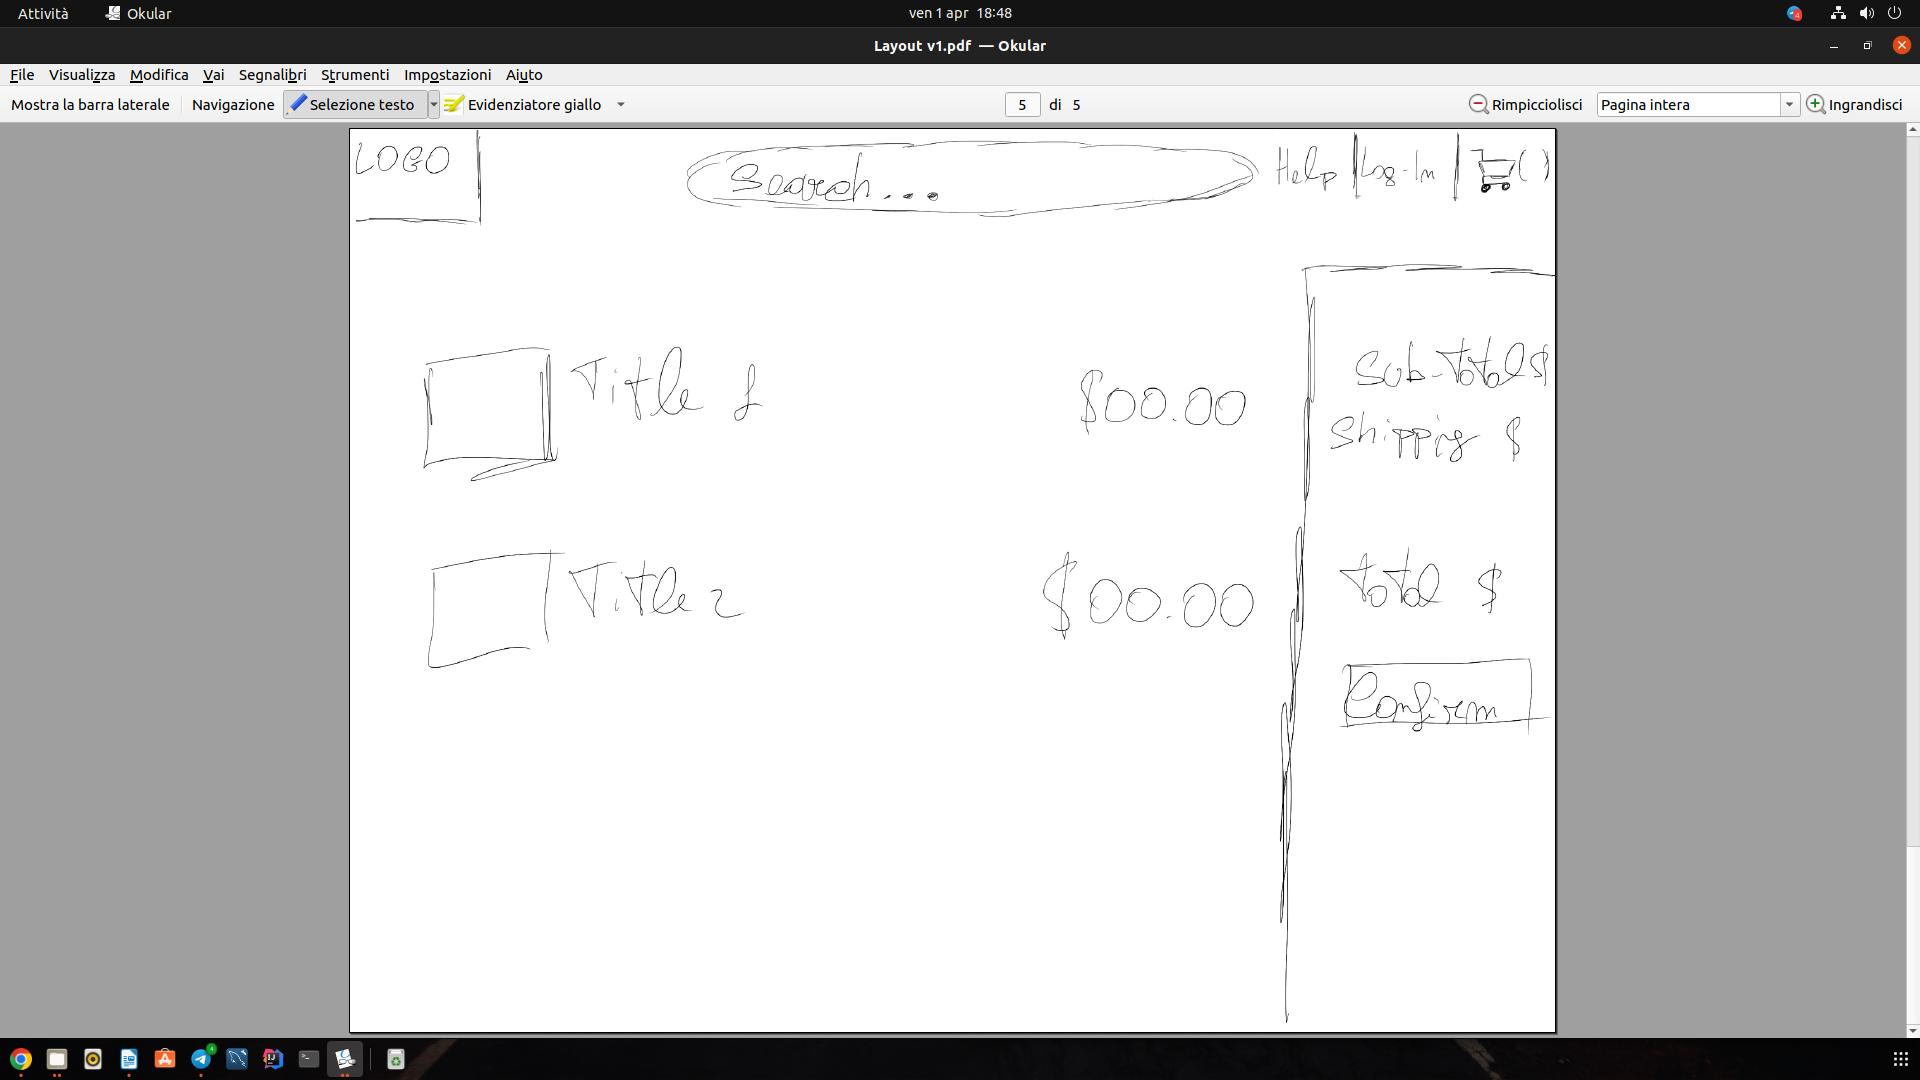 Attività Okular ven 1 apr 18:48 4
Layout v1.pdf — Okular
File Visualizza Modifica Vai Segnalibri Strumenti Impostazioni Aiuto
Mostra la barra laterale Navigazione Selezione testo Evidenziatore giallo 5 di 5 Rimpicciolisci Pagina intera Ingrandisci
LOGO Search... Help | Log-In | ( )
Title 1 $00.00
Sub-total $
Shipping $
Title 2 $00.00
total $
Confirm
4